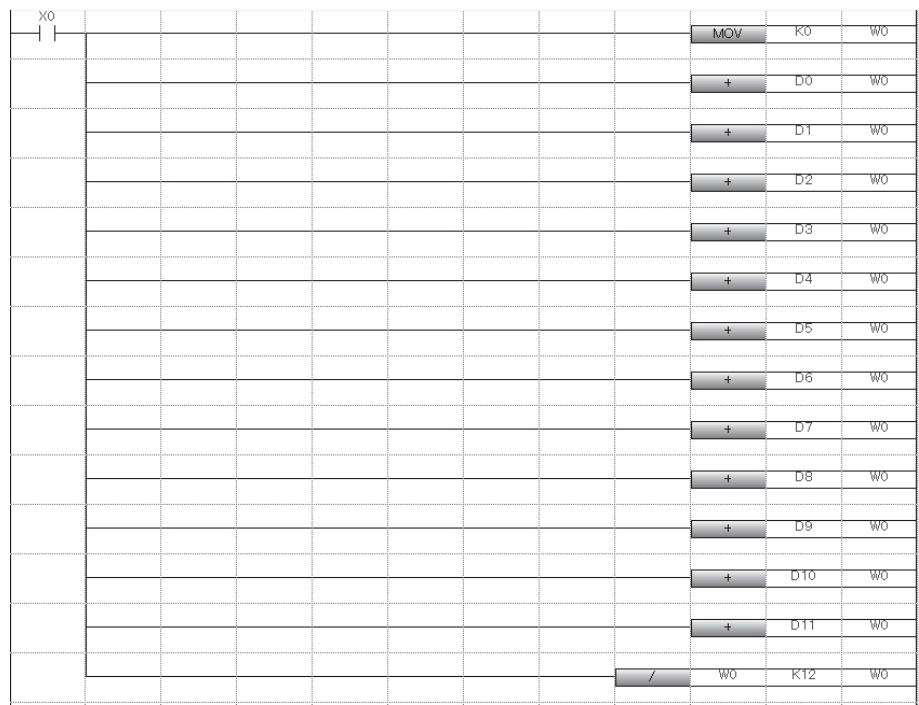 X0
MOV K0 W0
+ D0 W0
+ D1 W0
+ D2 W0
+ D3 W0
+ D4 W0
+ D5 W0
+ D6 W0
+ D7 W0
+ D8 W0
+ D9 W0
+ D10 W0
+ D11 W0
/ W0 K12 W0